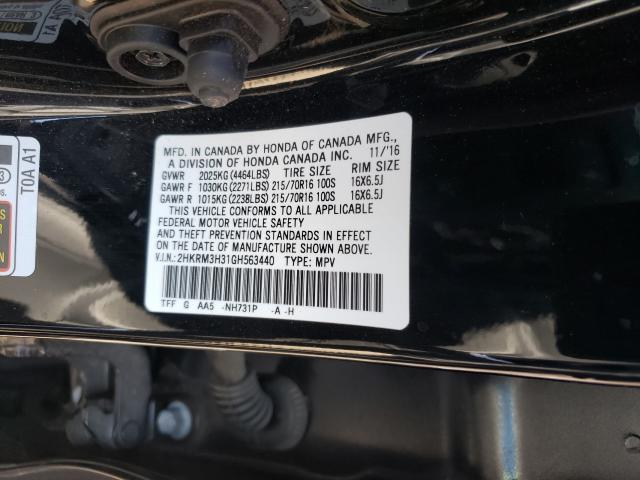 MFD. IN CANADA BY HONDA OF CANADA MFG.,
A DIVISION OF HONDA CANADA INC. 11/'16
GVWR 2025KG (4464LBS) TIRE SIZE RIM SIZE
GAWR F 1030KG (2271LBS) 215/70R16 100S 16X6.5J
GAWR R 1015KG (2238LBS) 215/70R16 100S 16X6.5J
THIS VEHICLE CONFORMS TO ALL APPLICABLE
FEDERAL MOTOR VEHICLE SAFETY
AND THEFT PREVENTION STANDARDS IN EFFECT
ON THE DATE OF MANUFACTURE SHOWN ABOVE.
V.I.N.: 2HKRM3H31GH563440 TYPE: MPV
TFF G AA5 -NH731P -A -H
T0A A1